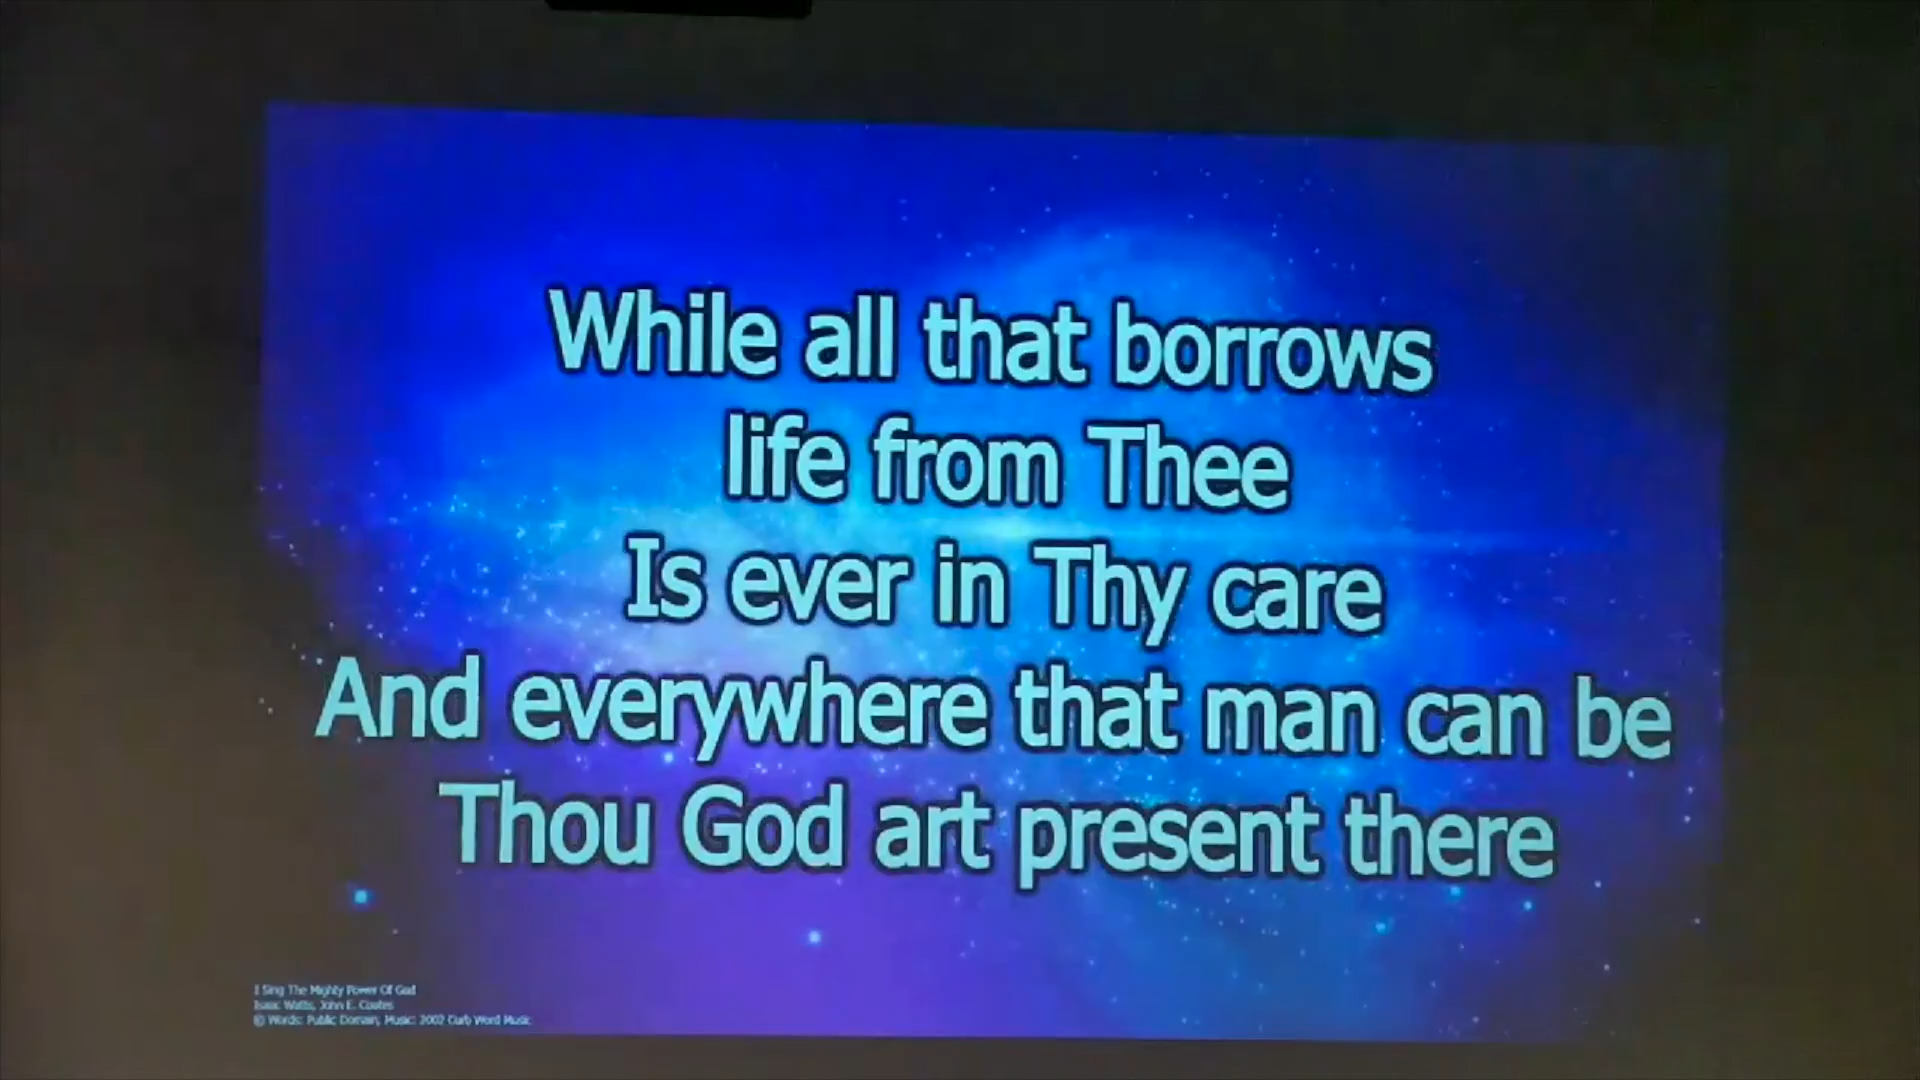 While all that borrows
life from Thee
Is ever in Thy care
And everywhere that man can be
Thou God art present there
I Sing The Mighty Power Of God
Isaac Watts, John E. Coates
© Words: Public Domain, Music: 2002 Curb Word Music